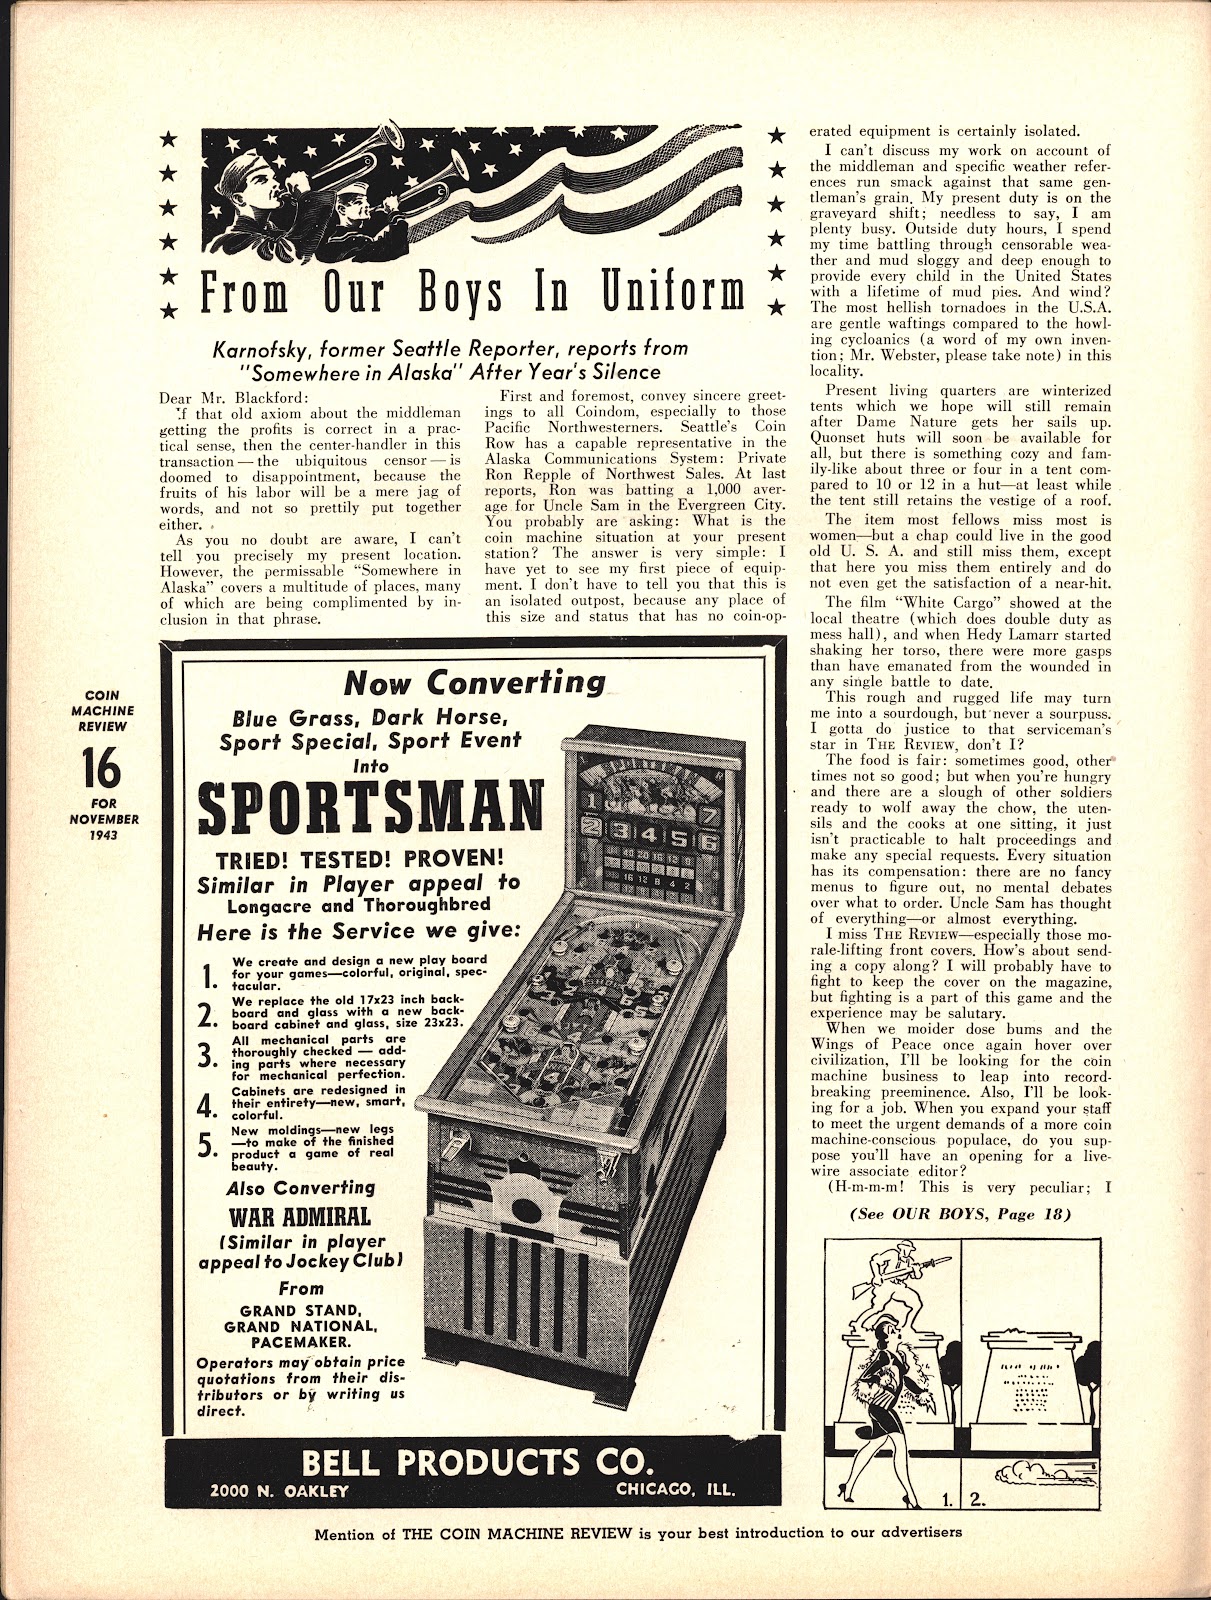 From Our Boys In Uniform
Karnofsky, former Seattle Reporter, reports from
"Somewhere in Alaska" After Year's Silence
Dear Mr. Blackford:
If that old axiom about the middleman
getting the profits is correct in a prac-
tical sense, then the center-handler in this
transaction—the ubiquitous censor—is
doomed to disappointment, because the
fruits of his labor will be a mere jag of
words, and not so prettily put together
either.
As you no doubt are aware, I can't
tell you precisely my present location.
However, the permissable "Somewhere in
Alaska" covers a multitude of places, many
of which are being complimented by in-
clusion in that phrase.
First and foremost, convey sincere greet-
ings to all Coindom, especially to those
Pacific Northwesterners. Seattle's Coin
Row has a capable representative in the
Alaska Communications System: Private
Ron Repple of Northwest Sales. At last
reports, Ron was batting a 1,000 aver-
age for Uncle Sam in the Evergreen City.
You probably are asking: What is the
coin machine situation at your present
station? The answer is very simple: I
have yet to see my first piece of equip-
ment. I don't have to tell you that this is
an isolated outpost, because any place of
this size and status that has no coin-op-
erated equipment is certainly isolated.
I can't discuss my work on account of
the middleman and specific weather refer-
ences run smack against that same gen-
tleman's grain. My present duty is on the
graveyard shift; needless to say, I am
plenty busy. Outside duty hours, I spend
my time battling through censorable wea-
ther and mud sloggy and deep enough to
provide every child in the United States
with a lifetime of mud pies. And wind?
The most hellish tornadoes in the U.S.A.
are gentle waftings compared to the howl-
ing cycloanics (a word of my own inven-
tion; Mr. Webster, please take note) in this
locality.
Present living quarters are winterized
tents which we hope will still remain
after Dame Nature gets her sails up.
Quonset huts will soon be available for
all, but there is something cozy and fam-
ily-like about three or four in a tent com-
pared to 10 or 12 in a hut—at least while
the tent still retains the vestige of a roof.
The item most fellows miss most is
women—but a chap could live in the good
old U. S. A. and still miss them, except
that here you miss them entirely and do
not even get the satisfaction of a near-hit.
The film "White Cargo" showed at the
local theatre (which does double duty as
mess hall), and when Hedy Lamarr started
shaking her torso, there were more gasps
than have emanated from the wounded in
any single battle to date.
This rough and rugged life may turn
me into a sourdough, but never a sourpuss.
I gotta do justice to that serviceman's
star in THE REVIEW, don't I?
The food is fair: sometimes good, other
times not so good; but when you're hungry
and there are a slough of other soldiers
ready to wolf away the chow, the uten-
sils and the cooks at one sitting, it just
isn't practicable to halt proceedings and
make any special requests. Every situation
has its compensation: there are no fancy
menus to figure out, no mental debates
over what to order. Uncle Sam has thought
of everything—or almost everything.
I miss THE REVIEW—especially those mo-
rale-lifting front covers. How's about send-
ing a copy along? I will probably have to
fight to keep the cover on the magazine,
but fighting is a part of this game and the
experience may be salutary.
When we moider dose bums and the
Wings of Peace once again hover over
civilization, I'll be looking for the coin
machine business to leap into record-
breaking preeminence. Also, I'll be look-
ing for a job. When you expand your staff
to meet the urgent demands of a more coin
machine-conscious populace, do you sup-
pose you'll have an opening for a live-
wire associate editor?
(H-m-m-m! This is very peculiar; I
(See OUR BOYS, Page 18)
1. 2.
COIN
MACHINE
REVIEW
16
FOR
NOVEMBER
1943
Now Converting
Blue Grass, Dark Horse,
Sport Special, Sport Event
Into
SPORTSMAN
TRIED! TESTED! PROVEN!
Similar in Player appeal to
Longacre and Thoroughbred
Here is the Service we give:
1. We create and design a new play board
for your games—colorful, original, spec-
tacular.
2. We replace the old 17x23 inch back-
board and glass with a new back-
board cabinet and glass, size 23x23.
3. All mechanical parts are
thoroughly checked — add-
ing parts where necessary
for mechanical perfection.
4. Cabinets are redesigned in
their entirety—new, smart,
colorful.
5. New moldings—new legs
—to make of the finished
product a game of real
beauty.
Also Converting
WAR ADMIRAL
(Similar in player
appeal to Jockey Club)
From
GRAND STAND,
GRAND NATIONAL,
PACEMAKER.
Operators may obtain price
quotations from their dis-
tributors or by writing us
direct.
1 2 3 4 5 6 7
BELL PRODUCTS CO.
2000 N. OAKLEY CHICAGO, ILL.
Mention of THE COIN MACHINE REVIEW is your best introduction to our advertisers